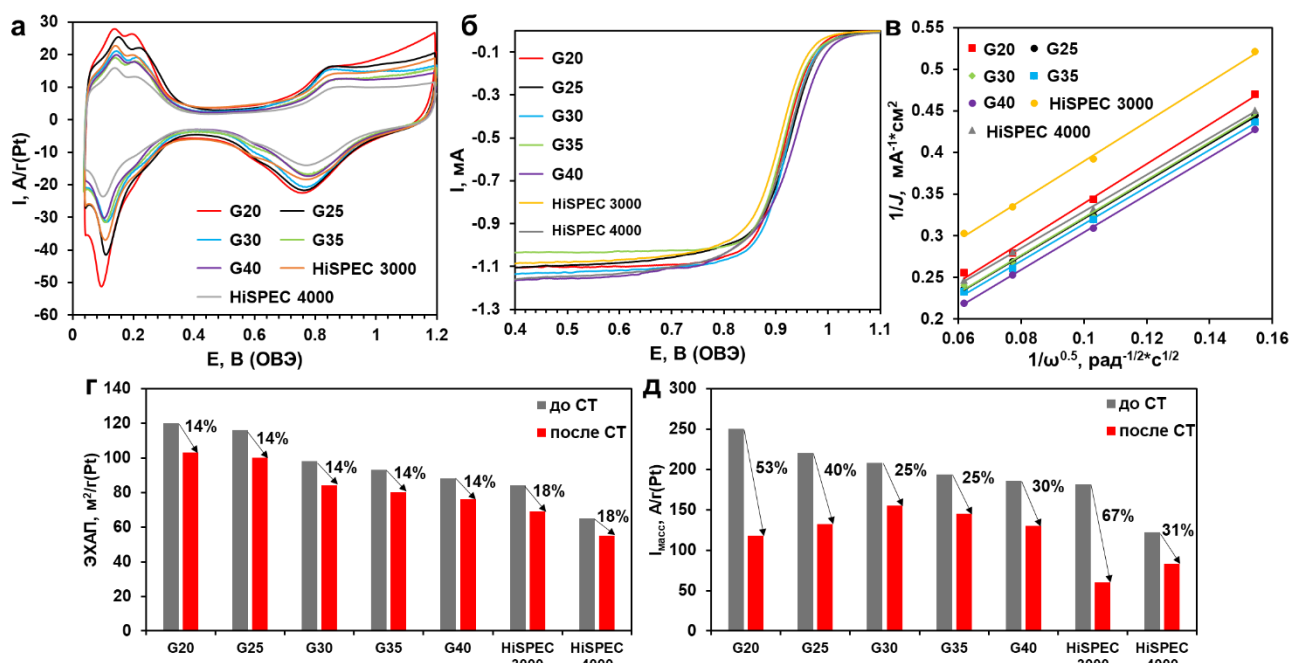 а
I, А/г(Pt)
30
20
10
0
-10
-20
-30
-40
-50
-60
0
0.2
0.4
0.6
0.8
1
1.2
E, В (ОВЭ)
G20
G25
G30
G35
G40
HiSPEC 3000
HiSPEC 4000
б
I, мА
-0.1
-0.3
-0.5
-0.7
-0.9
-1.1
-1.3
0.4
0.5
0.6
0.7
0.8
0.9
1
1.1
E, В (ОВЭ)
G20
G25
G30
G35
G40
HiSPEC 3000
HiSPEC 4000
в
1/J, мА⁻¹*см²
0.55
0.5
0.45
0.4
0.35
0.3
0.25
0.2
0.06
0.08
0.10
0.12
0.14
0.16
1/ω⁰·⁵, рад⁻¹/²*с¹/²
G20
G25
G30
G35
G40
HiSPEC 3000
HiSPEC 4000
г
ЭХАП, м²/г(Pt)
140
120
100
80
60
40
20
0
до СТ
после СТ
14%
14%
14%
14%
14%
18%
18%
G20
G25
G30
G35
G40
HiSPEC
3000
HiSPEC
4000
д
Iмасс, А/г(Pt)
300
250
200
150
100
50
0
до СТ
после СТ
53%
40%
25%
25%
30%
67%
31%
G20
G25
G30
G35
G40
HiSPEC
3000
HiSPEC
4000